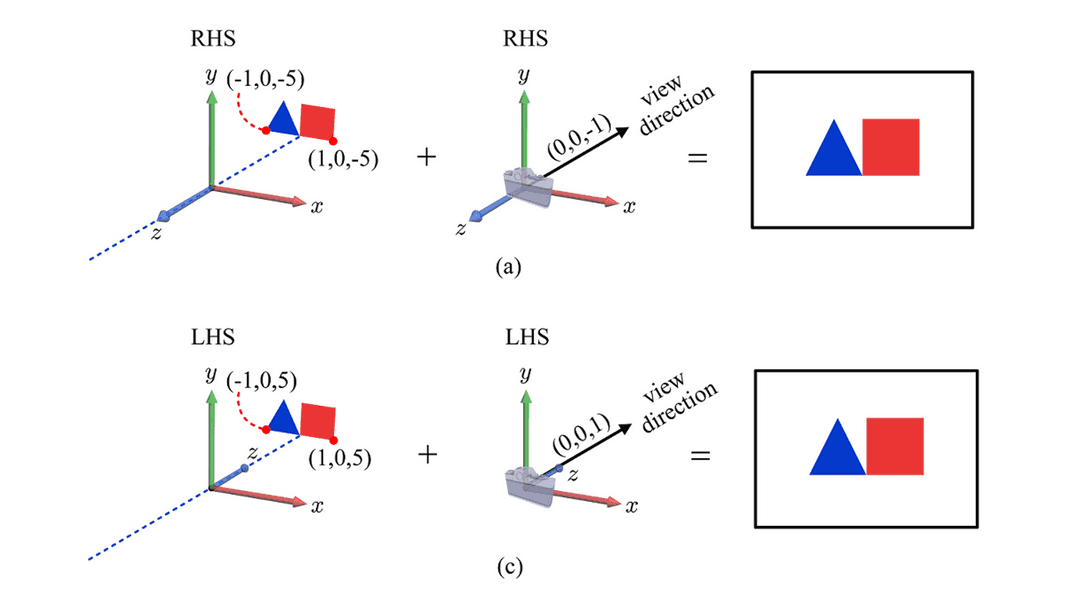 RHS
y (-1,0,-5)
(1,0,-5)
x
z
+
RHS
y
view
direction
(0,0,-1)
x
z
=
(a)
LHS
y (-1,0,5)
z
(1,0,5)
x
+
LHS
y
view
direction
(0,0,1)
z
x
=
(c)